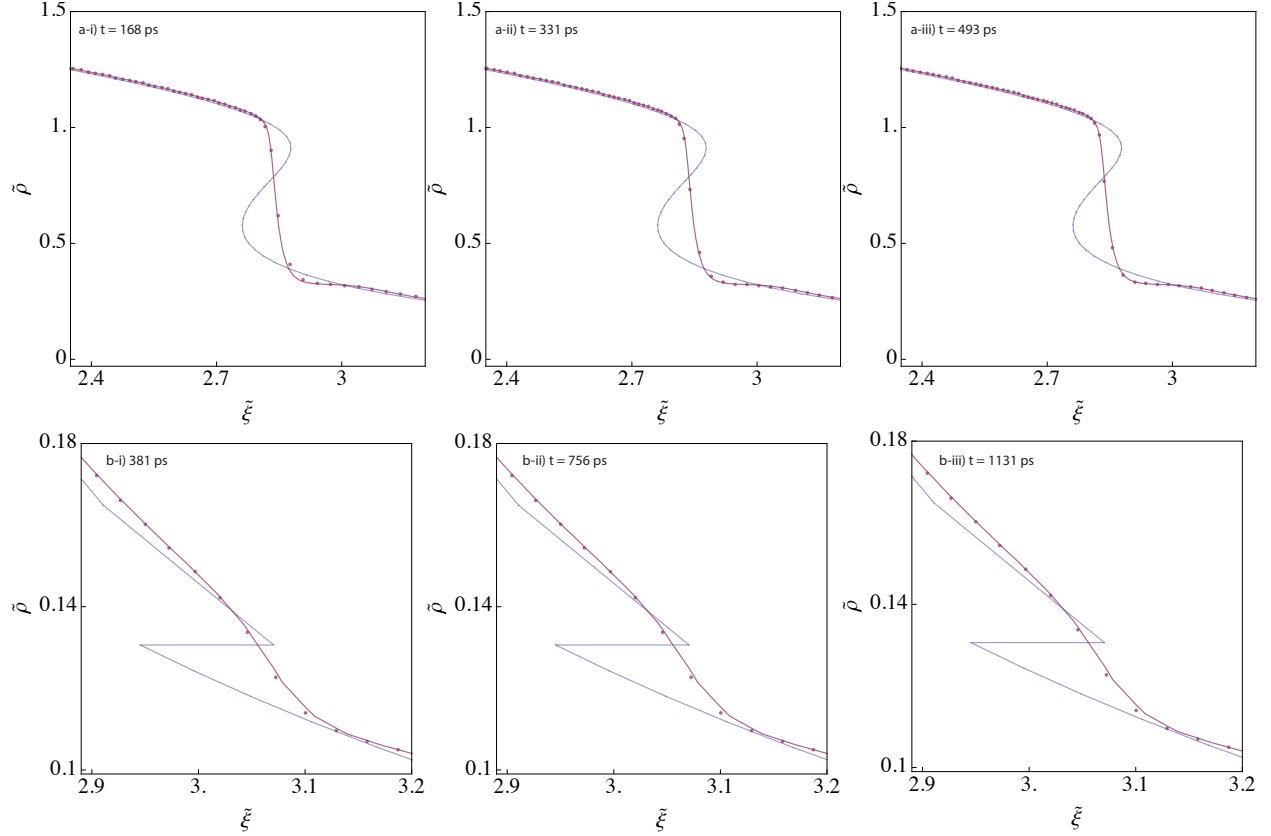 a-i) t = 168 ps
a-ii) t = 331 ps
a-iii) t = 493 ps
1.5
1.5
1.5
1.
1.
1.
ρ̃
ρ̃
ρ̃
0.5
0.5
0.5
0
0
0
2.4
2.7
3
2.4
2.7
3
2.4
2.7
3
ξ̃
ξ̃
ξ̃
b-i) 381 ps
b-ii) t = 756 ps
b-iii) t = 1131 ps
0.18
0.18
0.18
ρ̃
ρ̃
ρ̃
0.14
0.14
0.14
0.1
0.1
0.1
2.9
3.
3.1
3.2
2.9
3.
3.1
3.2
2.9
3.
3.1
3.2
ξ̃
ξ̃
ξ̃